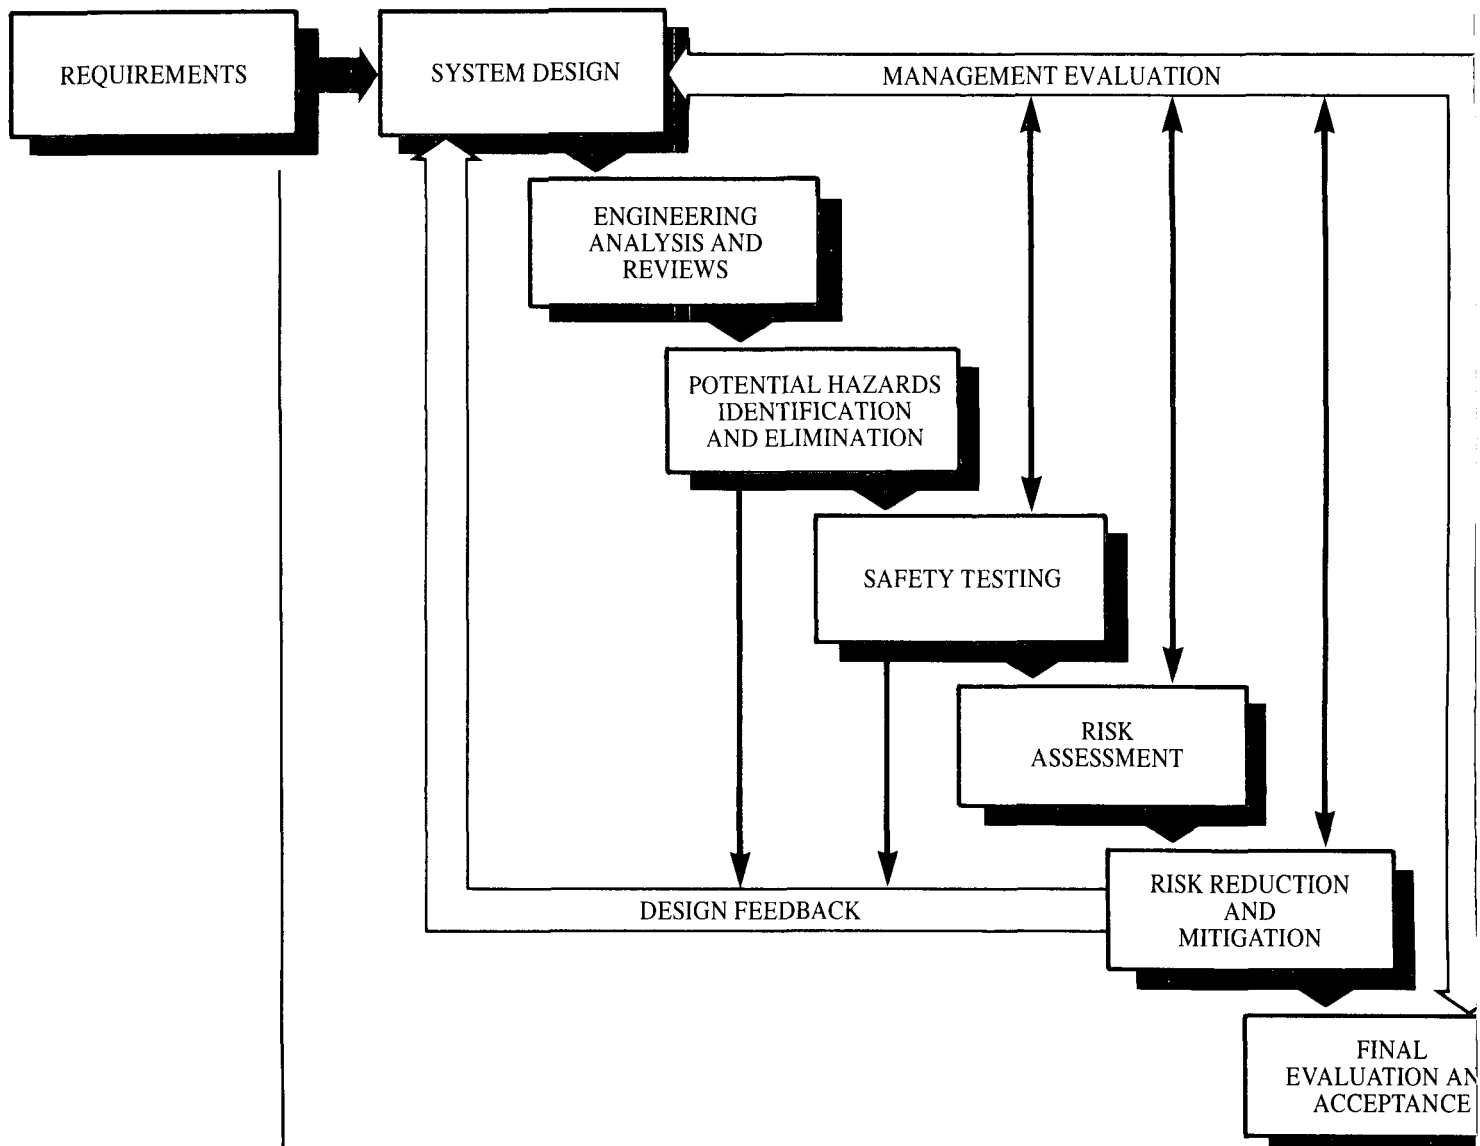 REQUIREMENTS
SYSTEM DESIGN
MANAGEMENT EVALUATION
ENGINEERING
ANALYSIS AND
REVIEWS
POTENTIAL HAZARDS
IDENTIFICATION
AND ELIMINATION
SAFETY TESTING
RISK
ASSESSMENT
RISK REDUCTION
AND
MITIGATION
DESIGN FEEDBACK
FINAL
EVALUATION AN
ACCEPTANCE